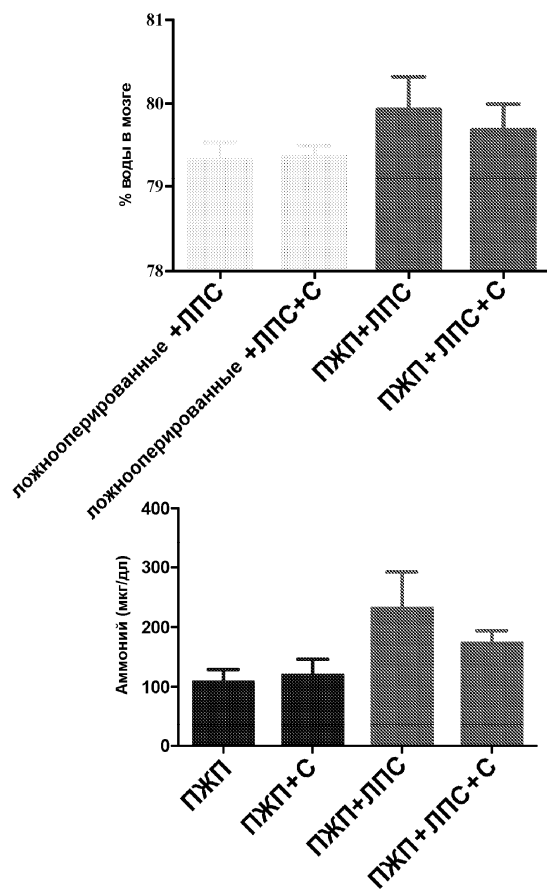 % воды в мозге
81
80
79
78
ложнооперированные +ЛПС
ложнооперированные +ЛПС+С
ПЖП+ЛПС
ПЖП+ЛПС+С
Аммоний (мкг/дл)
400
300
200
100
0
ПЖП
ПЖП+С
ПЖП+ЛПС
ПЖП+ЛПС+С